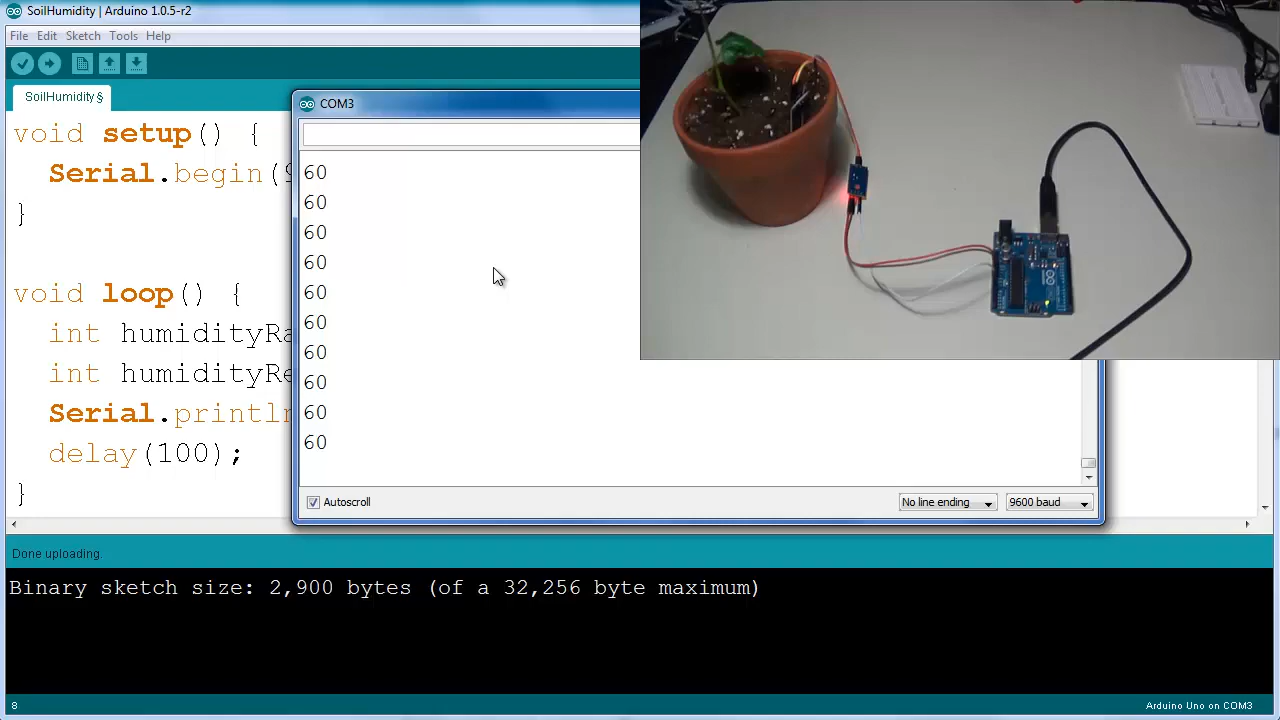 SoilHumidity | Arduino 1.0.5-r2
File Edit Sketch Tools Help
SoilHumidity §
void setup() {
Serial.begin(9
}
void loop() {
int humidityRa
int humidityRe
Serial.println
delay(100);
}
COM3
60
60
60
60
60
60
60
60
60
60
Autoscroll
No line ending
9600 baud
Done uploading.
Binary sketch size: 2,900 bytes (of a 32,256 byte maximum)
8
Arduino Uno on COM3